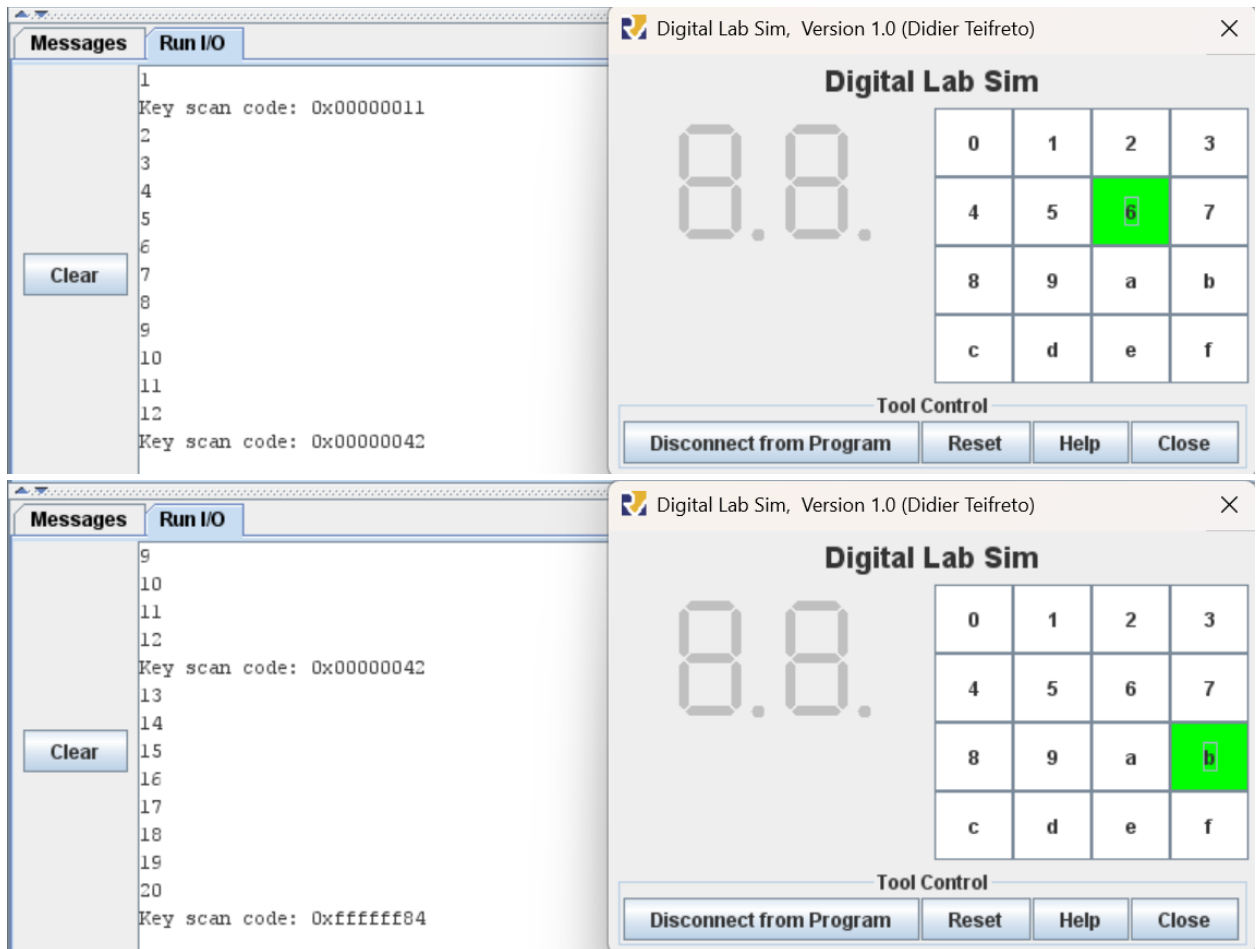 Messages Run I/O
1
Key scan code: 0x00000011
2
3
4
5
6
7
8
9
10
11
12
Key scan code: 0x00000042
Clear
Digital Lab Sim, Version 1.0 (Didier Teifreto)
Digital Lab Sim
8.8.
0 1 2 3
4 5 6 7
8 9 a b
c d e f
Tool Control
Disconnect from Program Reset Help Close
Messages Run I/O
9
10
11
12
Key scan code: 0x00000042
13
14
15
16
17
18
19
20
Key scan code: 0xffffff84
Clear
Digital Lab Sim, Version 1.0 (Didier Teifreto)
Digital Lab Sim
8.8.
0 1 2 3
4 5 6 7
8 9 a b
c d e f
Tool Control
Disconnect from Program Reset Help Close